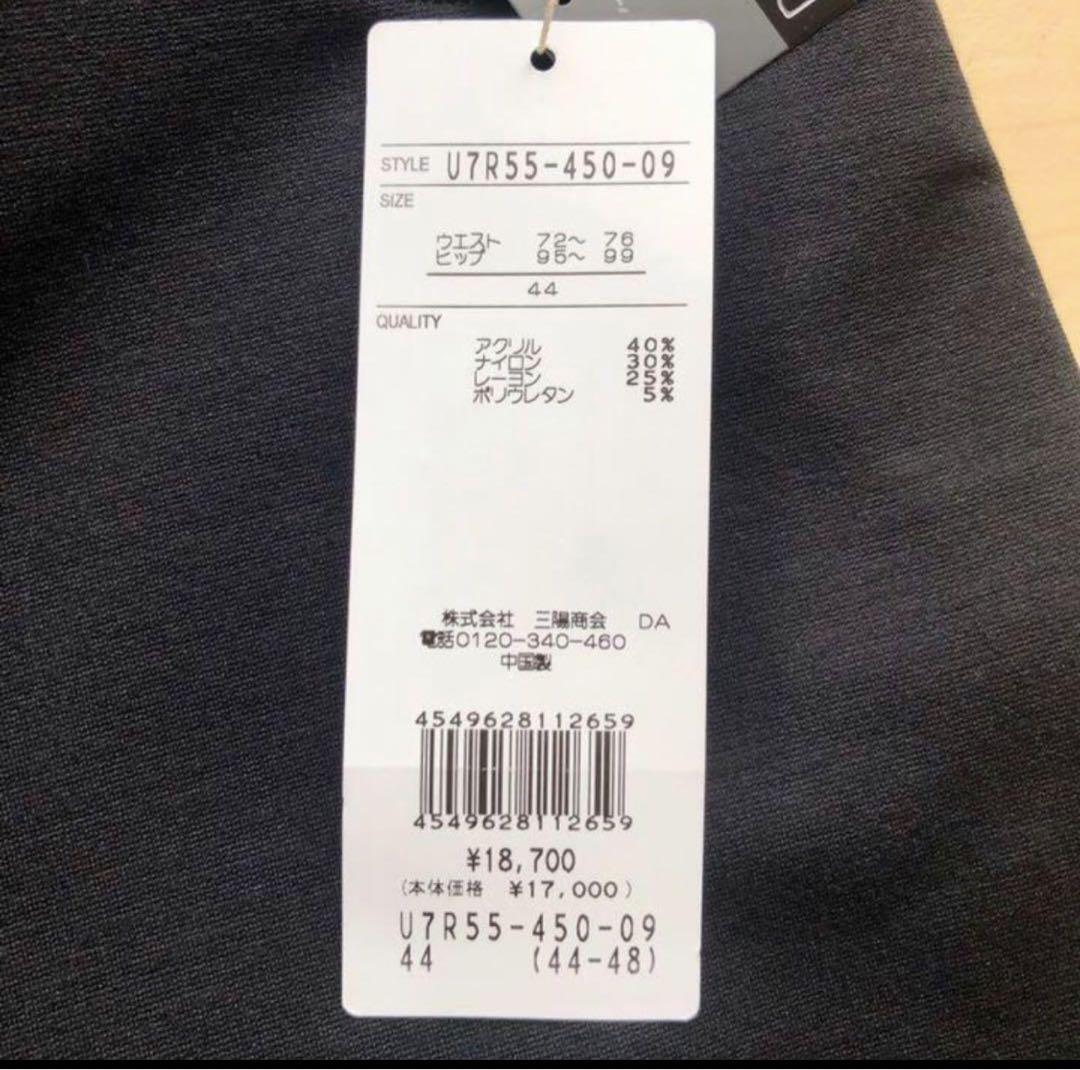 STYLE U7R55-450-09
SIZE
ウエスト 72〜 76
ヒップ 95〜 99
44
QUALITY
アクリル 40%
ナイロン 30%
レーヨン 25%
ポリウレタン 5%
株式会社 三陽商会 DA
電話0120-340-460
中国製
4549628112659
4549628112659
¥18,700
(本体価格 ¥17,000)
U7R55-450-09
44 (44-48)